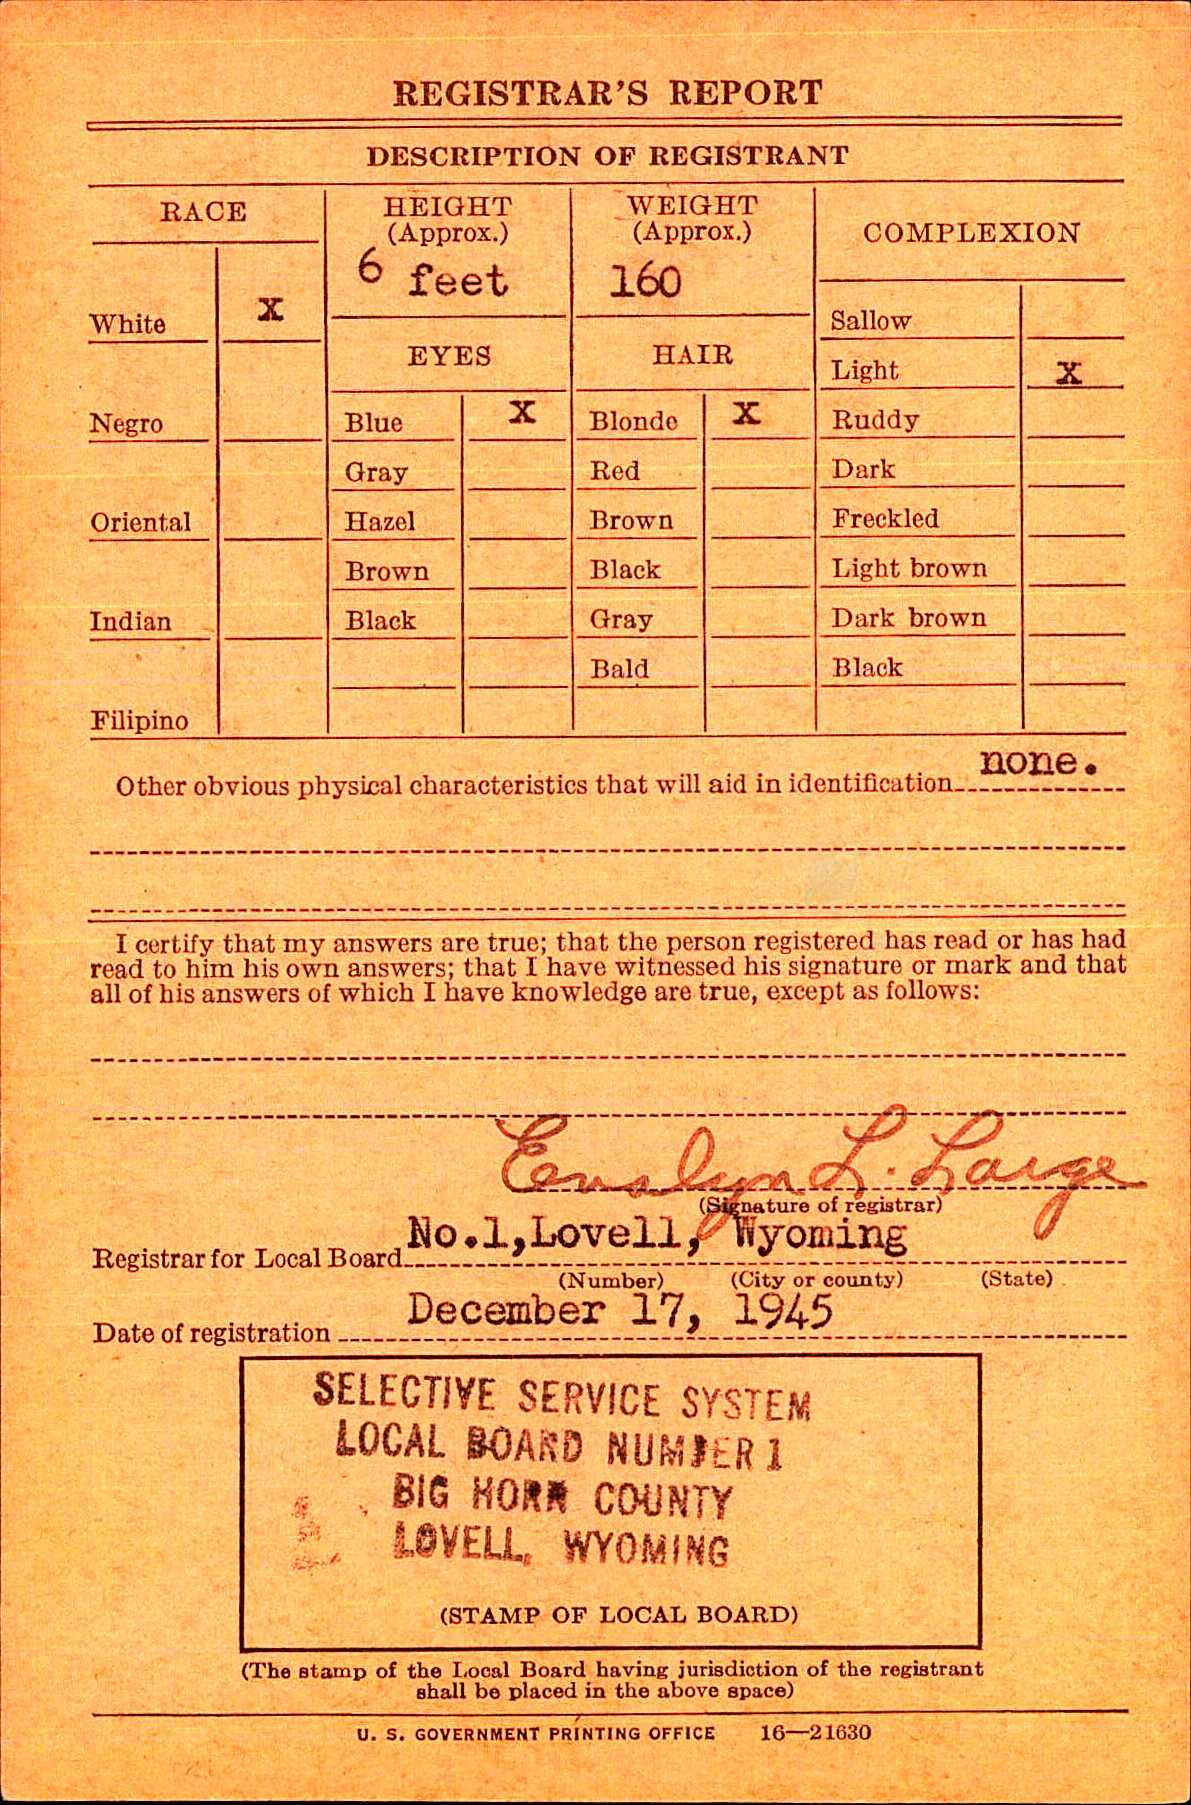 REGISTRAR'S REPORT
DESCRIPTION OF REGISTRANT
RACE
HEIGHT
(Approx.)
6 feet
WEIGHT
(Approx.)
160
COMPLEXION
White X
Negro
Oriental
Indian
Filipino
EYES
Blue X
Gray
Hazel
Brown
Black
HAIR
Blonde X
Red
Brown
Black
Gray
Bald
Sallow
Light X
Ruddy
Dark
Freckled
Light brown
Dark brown
Black
Other obvious physical characteristics that will aid in identification none.
I certify that my answers are true; that the person registered has read or has had
read to him his own answers; that I have witnessed his signature or mark and that
all of his answers of which I have knowledge are true, except as follows:
Evalyn L. Large
(Signature of registrar)
Registrar for Local Board No.1, Lovell, Wyoming
(Number) (City or county) (State)
Date of registration December 17, 1945
SELECTIVE SERVICE SYSTEM
LOCAL BOARD NUMBER 1
BIG HORN COUNTY
LOVELL, WYOMING
(STAMP OF LOCAL BOARD)
(The stamp of the Local Board having jurisdiction of the registrant
shall be placed in the above space)
U. S. GOVERNMENT PRINTING OFFICE 16—21630